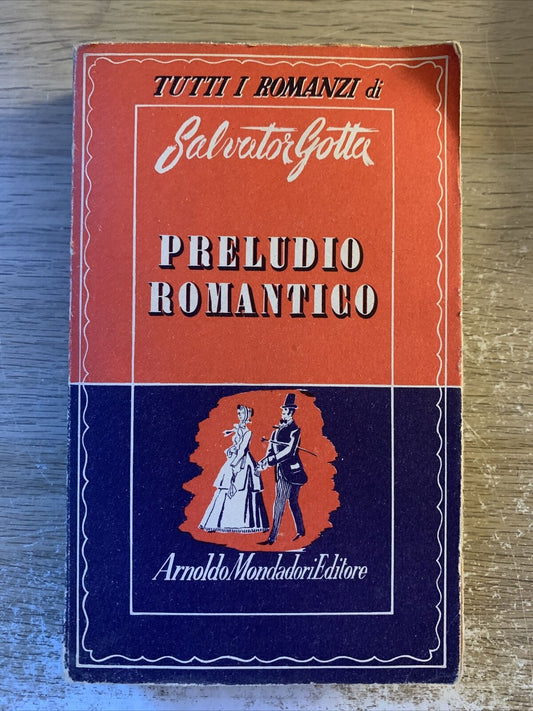 TUTTI I ROMANZI di
Salvator Gotta
PRELUDIO
ROMANTICO
Arnoldo Mondadori Editore